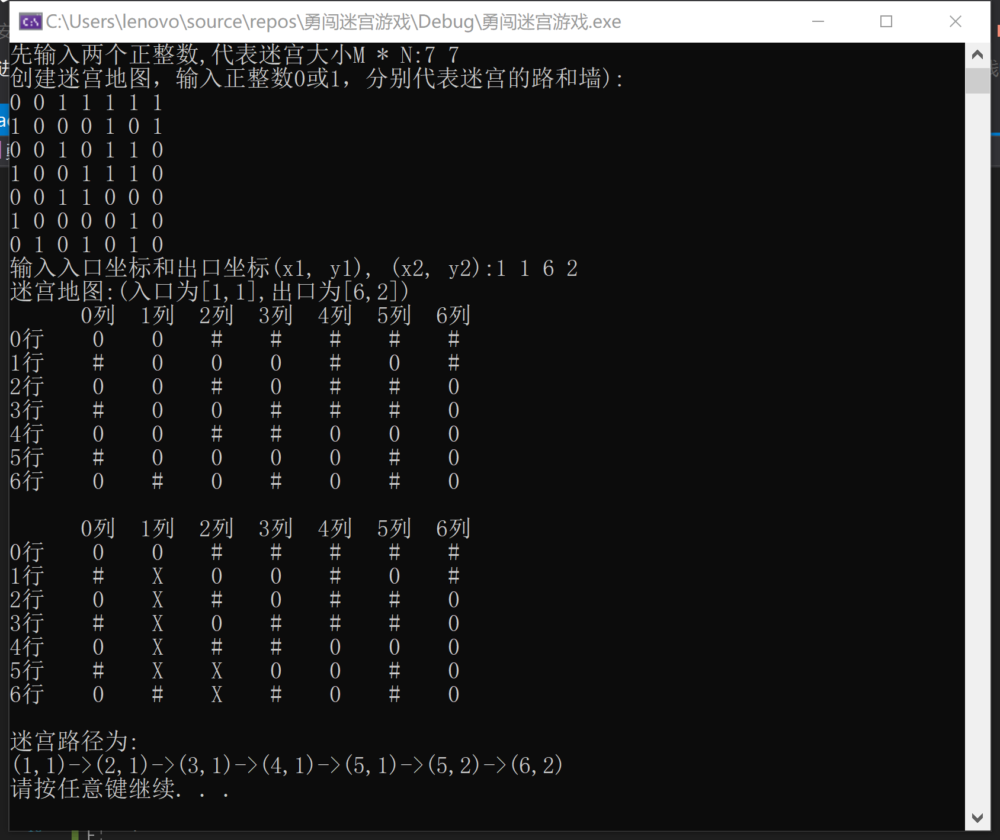 C:\Users\lenovo\source\repos\勇闯迷宫游戏\Debug\勇闯迷宫游戏.exe
先输入两个正整数,代表迷宫大小M * N:7 7
创建迷宫地图，输入正整数0或1，分别代表迷宫的路和墙):
0 0 1 1 1 1 1
1 0 0 0 1 0 1
0 0 1 0 1 1 0
1 0 0 1 1 1 0
0 0 1 1 0 0 0
1 0 0 0 0 1 0
0 1 0 1 0 1 0
输入入口坐标和出口坐标(x1, y1), (x2, y2):1 1 6 2
迷宫地图:(入口为[1,1],出口为[6,2])
0列 1列 2列 3列 4列 5列 6列
0行 0 0 # # # # #
1行 # 0 0 0 # 0 #
2行 0 0 # 0 # # 0
3行 # 0 0 # # # 0
4行 0 0 # # 0 0 0
5行 # 0 0 0 0 # 0
6行 0 # 0 # 0 # 0
0列 1列 2列 3列 4列 5列 6列
0行 0 0 # # # # #
1行 # X 0 0 # 0 #
2行 0 X # 0 # # 0
3行 # X 0 # # # 0
4行 0 X # # 0 0 0
5行 # X X 0 0 # 0
6行 0 # X # 0 # 0
迷宫路径为:
(1,1)->(2,1)->(3,1)->(4,1)->(5,1)->(5,2)->(6,2)
请按任意键继续. . .